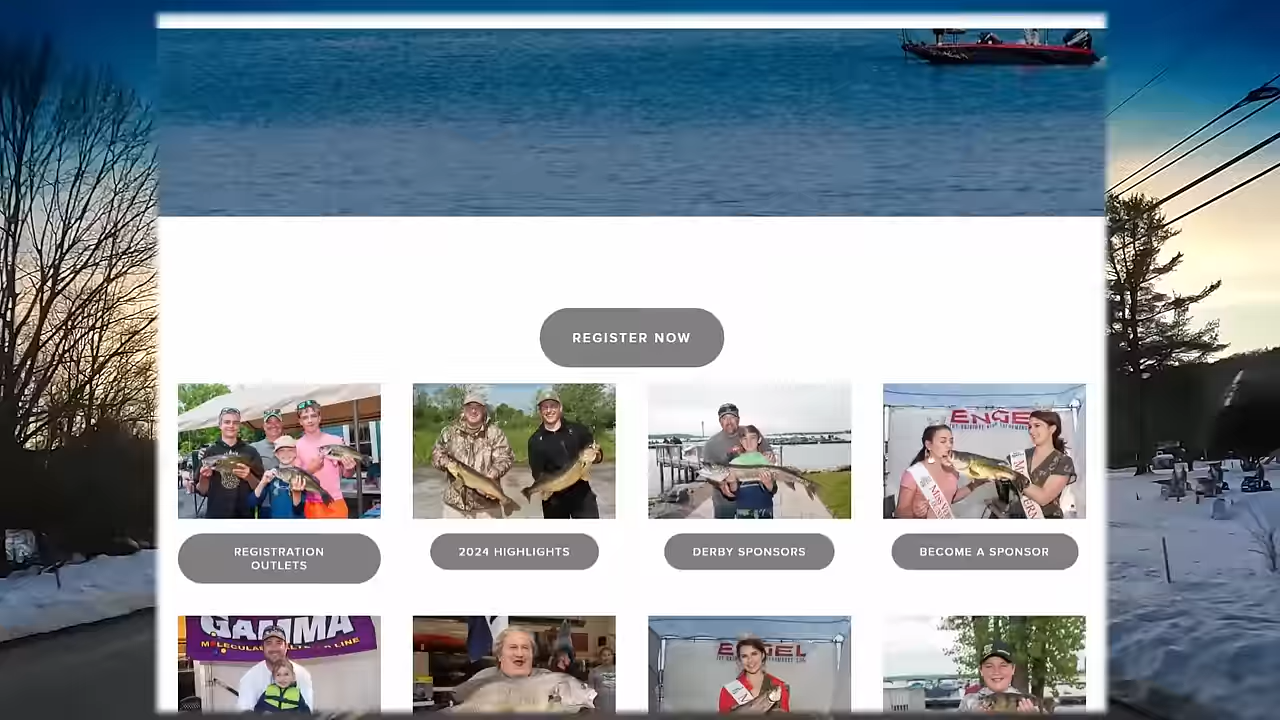 REGISTER NOW
ENGEL
REGISTRATION
OUTLETS
2024 HIGHLIGHTS
DERBY SPONSORS
BECOME A SPONSOR
GAMMA
ENGEL